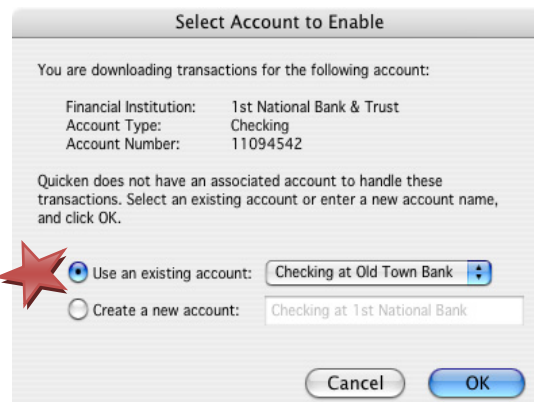 Select Account to Enable
You are downloading transactions for the following account:
Financial Institution: 1st National Bank & Trust
Account Type: Checking
Account Number: 11094542
Quicken does not have an associated account to handle these
transactions. Select an existing account or enter a new account name,
and click OK.
Use an existing account: Checking at Old Town Bank
Create a new account: Checking at 1st National Bank
Cancel OK